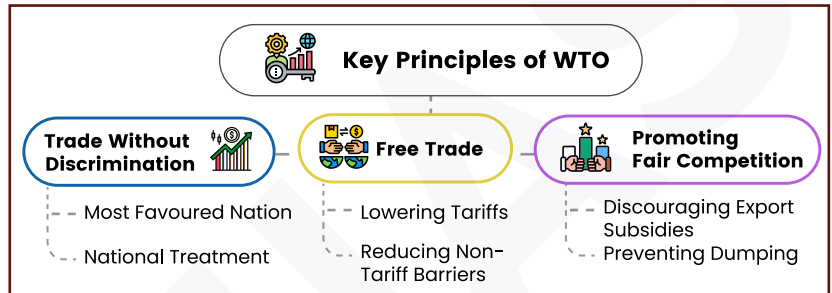 Key Principles of WTO
Trade Without
Discrimination
Most Favoured Nation
National Treatment
Free Trade
Lowering Tariffs
Reducing Non-
Tariff Barriers
Promoting
Fair Competition
Discouraging Export
Subsidies
Preventing Dumping